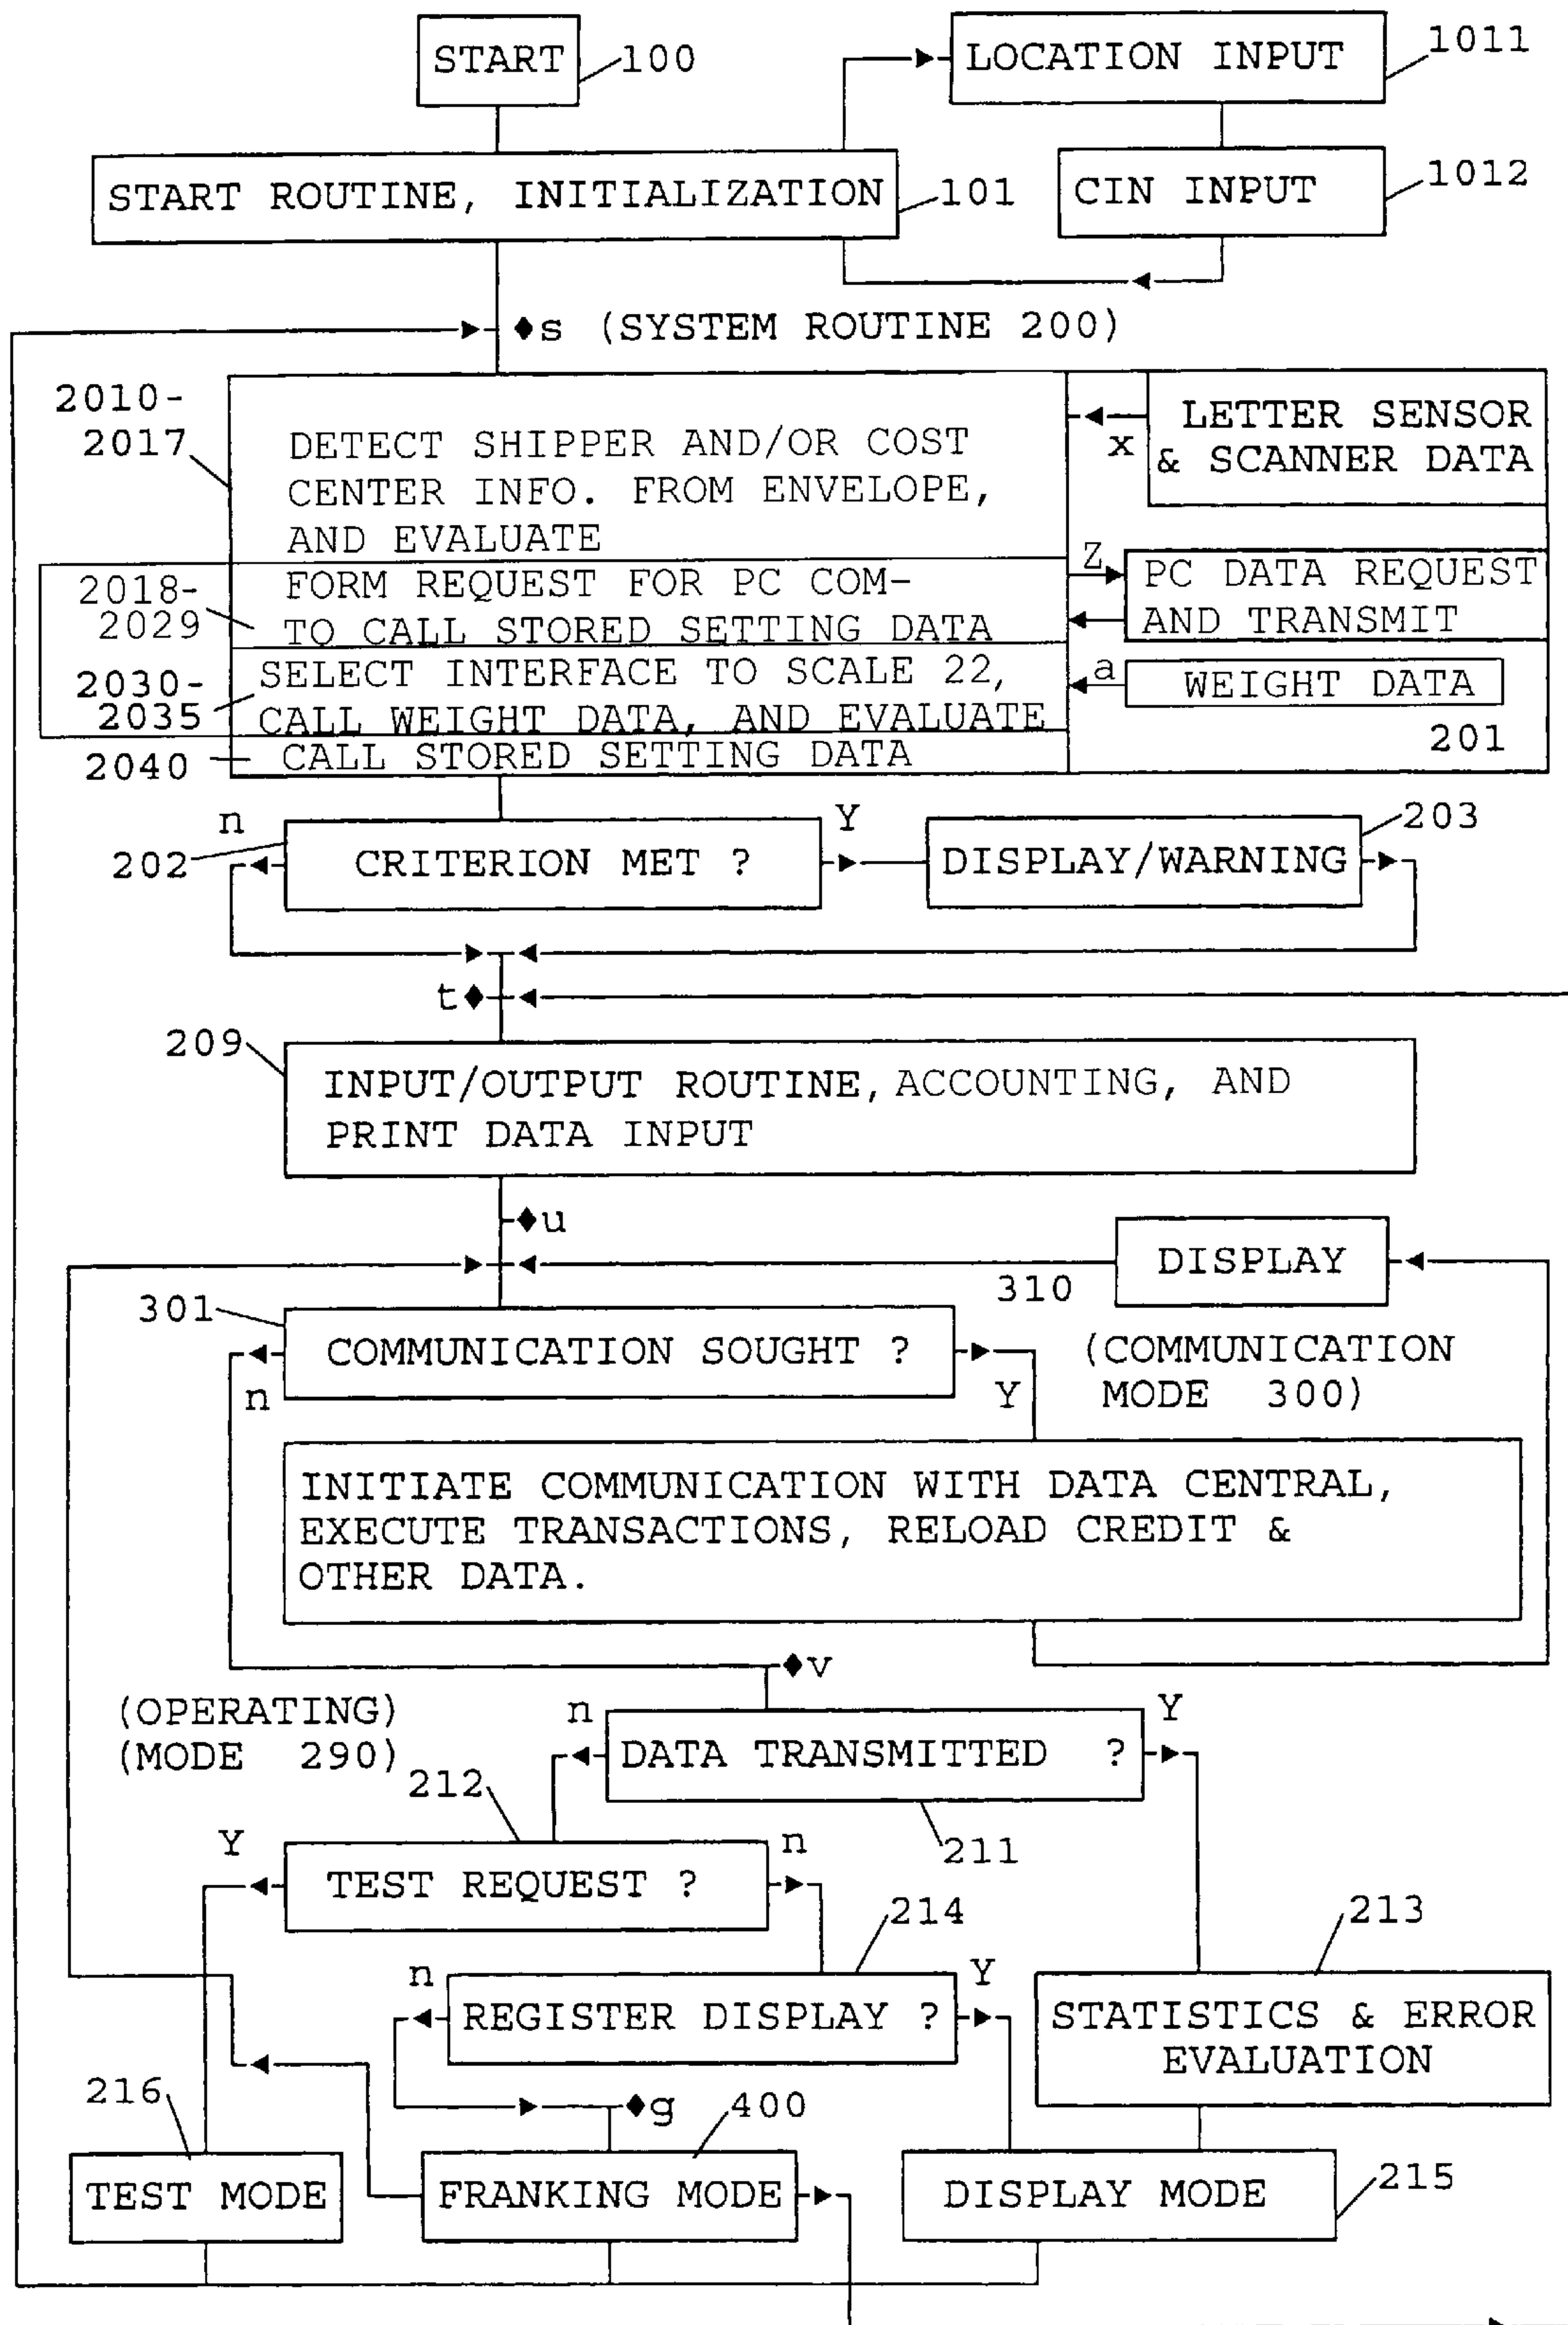 START
100
LOCATION INPUT
1011
START ROUTINE, INITIALIZATION
101
CIN INPUT
1012
♦s (SYSTEM ROUTINE 200)
2010-
2017
DETECT SHIPPER AND/OR COST
CENTER INFO. FROM ENVELOPE,
AND EVALUATE
x
LETTER SENSOR
& SCANNER DATA
2018-
2029
FORM REQUEST FOR PC COM-
TO CALL STORED SETTING DATA
Z
PC DATA REQUEST
AND TRANSMIT
2030-
2035
SELECT INTERFACE TO SCALE 22,
CALL WEIGHT DATA, AND EVALUATE
a
WEIGHT DATA
201
2040
CALL STORED SETTING DATA
n
202
CRITERION MET ?
Y
DISPLAY/WARNING
203
t♦
209
INPUT/OUTPUT ROUTINE, ACCOUNTING, AND
PRINT DATA INPUT
♦u
DISPLAY
310
301
COMMUNICATION SOUGHT ?
n
Y
(COMMUNICATION
MODE 300)
INITIATE COMMUNICATION WITH DATA CENTRAL,
EXECUTE TRANSACTIONS, RELOAD CREDIT &
OTHER DATA.
♦v
(OPERATING)
(MODE 290)
n
DATA TRANSMITTED ?
Y
212
211
Y
TEST REQUEST ?
n
214
213
n
REGISTER DISPLAY ?
Y
STATISTICS & ERROR
EVALUATION
216
♦g
400
TEST MODE
FRANKING MODE
DISPLAY MODE
215